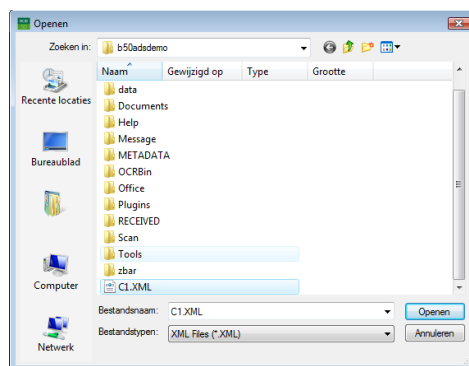 Openen
Zoeken in: b50adsdemo
Naam Gewijzigd op Type Grootte
data
Documents
Help
Message
METADATA
OCRBin
Office
Plugins
RECEIVED
Scan
Tools
zbar
C1.XML
Recente locaties
Bureaublad
Computer
Netwerk
Bestandsnaam: C1.XML Openen
Bestandstypen: XML Files (*.XML) Annuleren